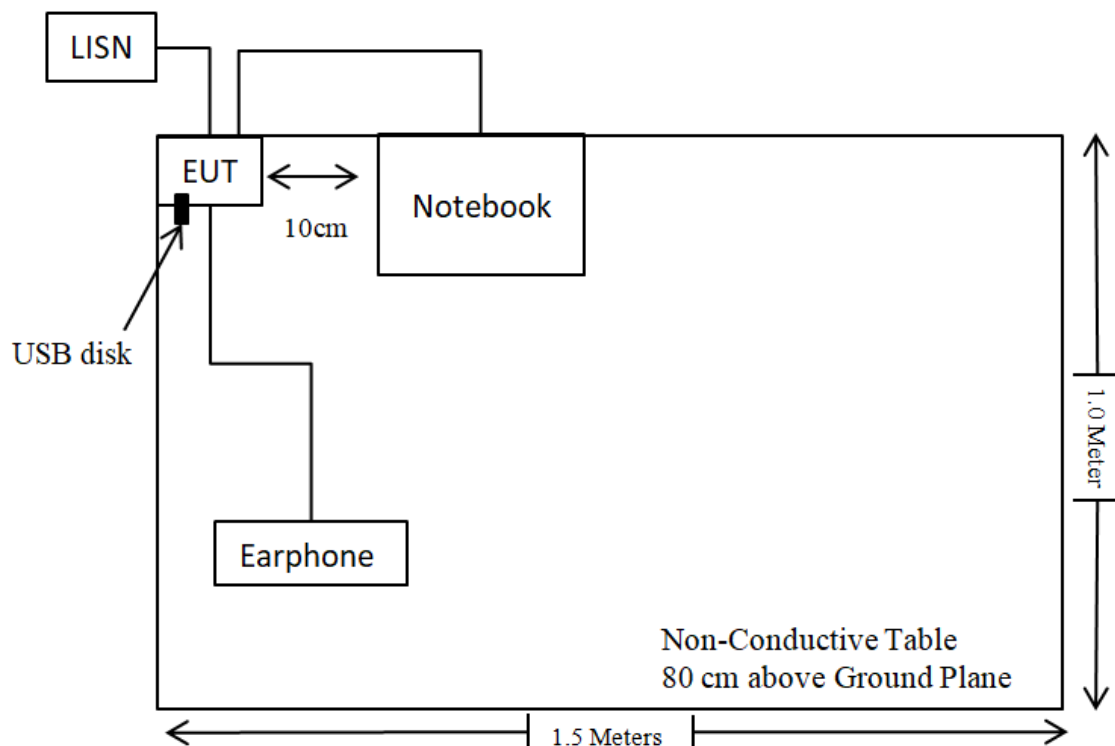 LISN
EUT
Notebook
10cm
USB disk
1.0 Meter
Earphone
Non-Conductive Table
80 cm above Ground Plane
1.5 Meters